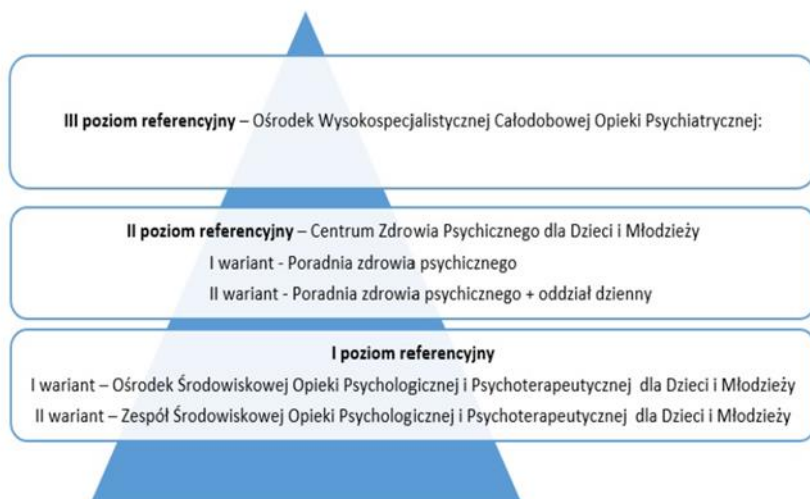 III poziom referencyjny – Ośrodek Wysokospecjalistycznej Całodobowej Opieki Psychiatrycznej:
II poziom referencyjny – Centrum Zdrowia Psychicznego dla Dzieci i Młodzieży
I wariant - Poradnia zdrowia psychicznego
II wariant - Poradnia zdrowia psychicznego + oddział dzienny
I poziom referencyjny
I wariant – Ośrodek Środowiskowej Opieki Psychologicznej i Psychoterapeutycznej dla Dzieci i Młodzieży
II wariant – Zespół Środowiskowej Opieki Psychologicznej i Psychoterapeutycznej dla Dzieci i Młodzieży